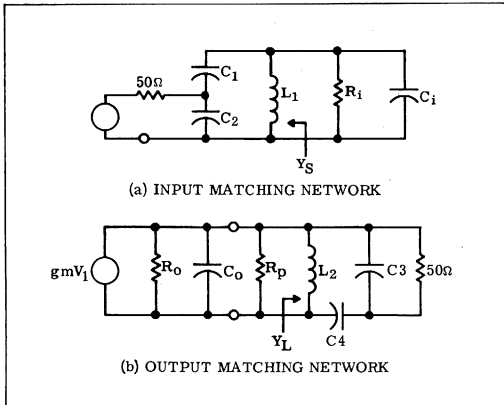 50Ω
C1
C2
L1
Ri
Ci
YS
(a) INPUT MATCHING NETWORK
gmV1
Ro
Co
Rp
L2
C3
50Ω
YL
C4
(b) OUTPUT MATCHING NETWORK